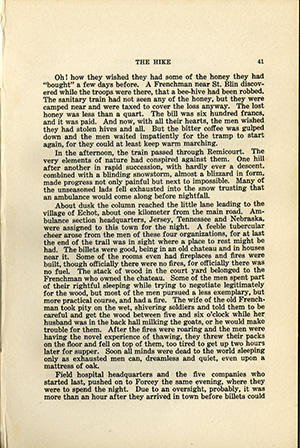 THE HIKE 41
Oh! how they wished they had some of the honey they had
"bought" a few days before. A Frenchman near St. Blin discov-
ered while the troops were there, that a bee-hive had been robbed.
The sanitary train had not seen any of the honey, but they were
camped near and were taxed to cover the loss anyway. The lost
honey was less than a quart. The bill was six hundred francs,
and it was paid. And now, with all their hearts, the men wished
they had stolen hives and all. But the bitter coffee was gulped
down and the men waited impatiently for the tramp to start
again, for they could at least keep warm marching.
In the afternoon, the train passed through Remicourt. The
very elements of nature had conspired against them. One hill
after another in rapid succession, with hardly ever a descent,
combined with a blinding snowstorm, almost a blizzard in form,
made progress not only painful but next to impossible. Many of
the unseasoned lads fell exhausted into the snow trusting that
an ambulance would come along before nightfall.
About dusk the column reached the little lane leading to the
village of Echot, about one kilometer from the main road. Am-
bulance section headquarters, Jersey, Tennessee and Nebraska,
were assigned to this town for the night. A feeble tubercular
cheer arose from the men of these four organizations, for at last
the end of the trail was in sight where a place to rest might be
had. The billets were good, being in an old chateau and in houses
near it. Some of the rooms even had fireplaces and fires were
built, though officially there were no fires, for officially there was
no fuel. The stack of wood in the court yard belonged to the
Frenchman who owned the chateau. Some of the men spent part
of their rightful sleeping while trying to negotiate legitimately
for the wood, but most of the men pursued a less exemplary, but
more practical course, and had a fire. The wife of the old French-
man took pity on the wet, shivering soldiers and told them to be
careful and get the wood between five and six o'clock while her
husband was in the back hall milking the goats, or he would make
trouble for them. After the fires were roaring and the men were
having the novel experience of thawing, they threw their packs
on the floor and fell on top of them, too tired to get up two hours
later for supper. Soon all minds were dead to the world sleeping
only as exhausted men can, dreamless and quiet, even upon a
mattress of oak.
Field hospital headquarters and the five companies who
started last, pushed on to Forcey the same evening, where they
were to spend the night. Due to an oversight, probably, it was
more than an hour after they arrived in town before billets could